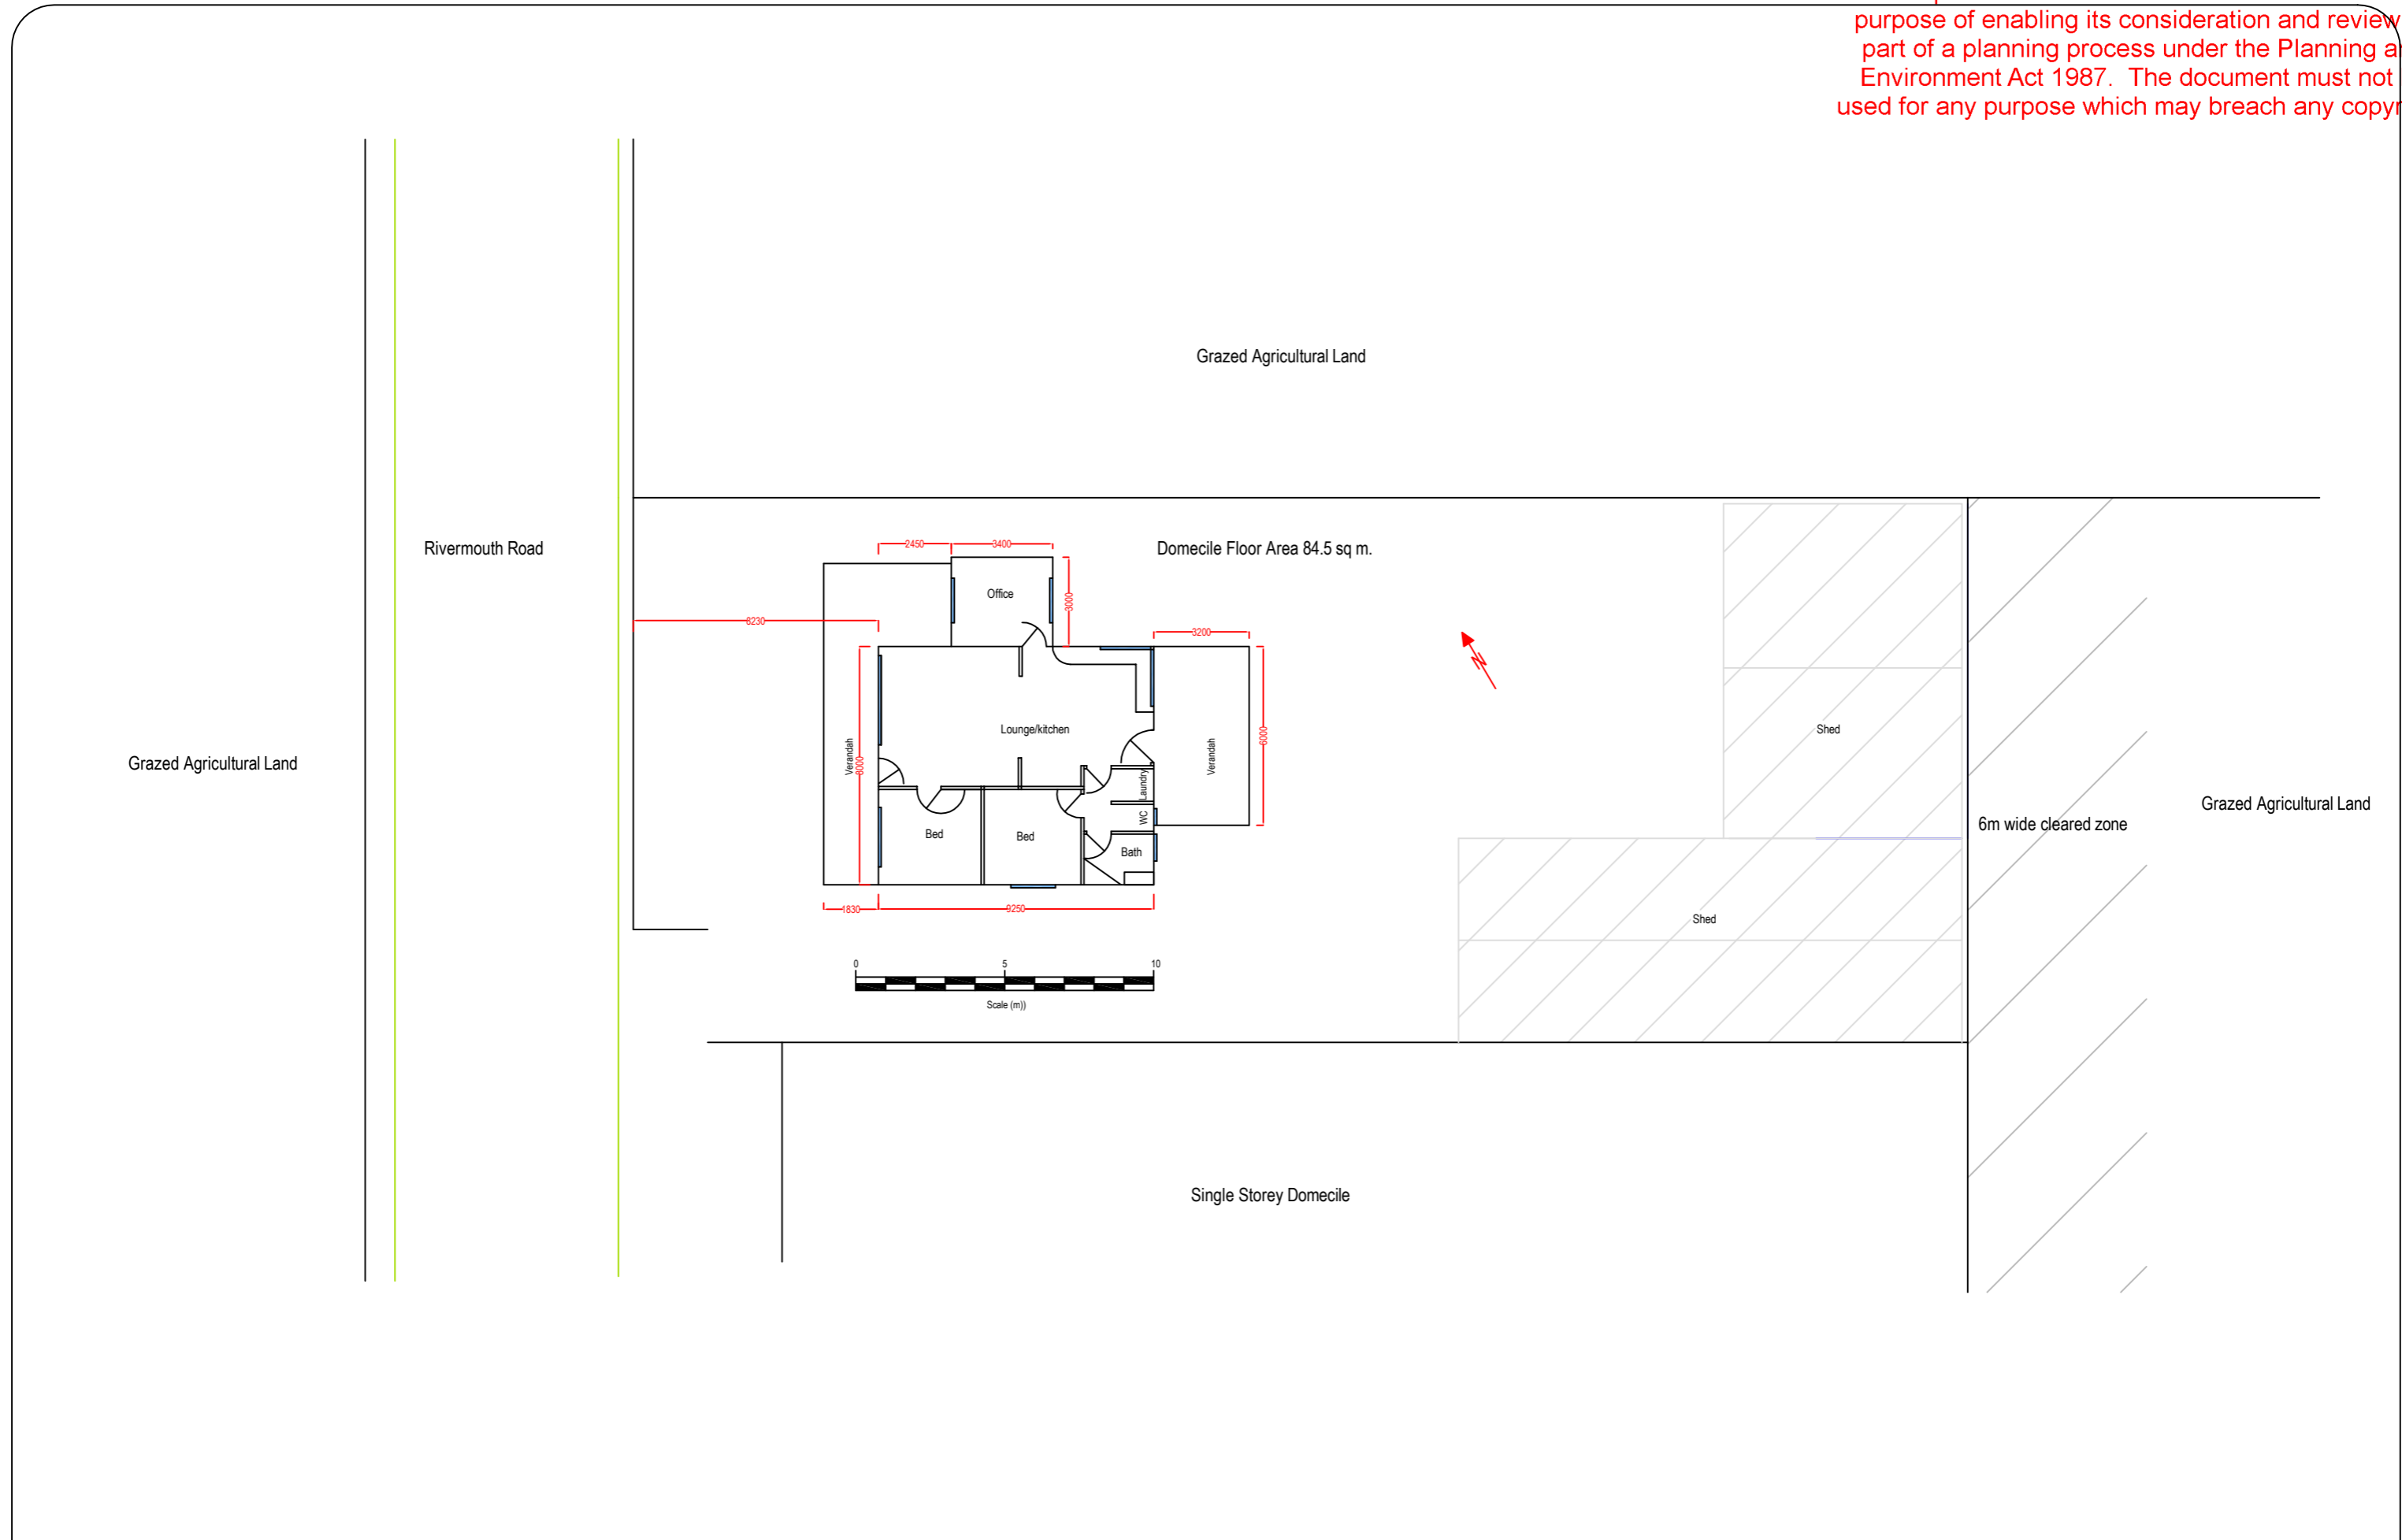 purpose of enabling its consideration and review
part of a planning process under the Planning a
Environment Act 1987. The document must not
used for any purpose which may breach any copyr
Grazed Agricultural Land
Rivermouth Road
2450
3400
Domecile Floor Area 84.5 sq m.
Office
3000
8230
3200
N
Lounge/kitchen
Verandah
8000
Verandah
6000
Shed
Grazed Agricultural Land
Laundry
WC
Bed
Bed
Bath
6m wide cleared zone
Grazed Agricultural Land
1830
9250
Shed
0
5
10
Scale (m))
Single Storey Domecile